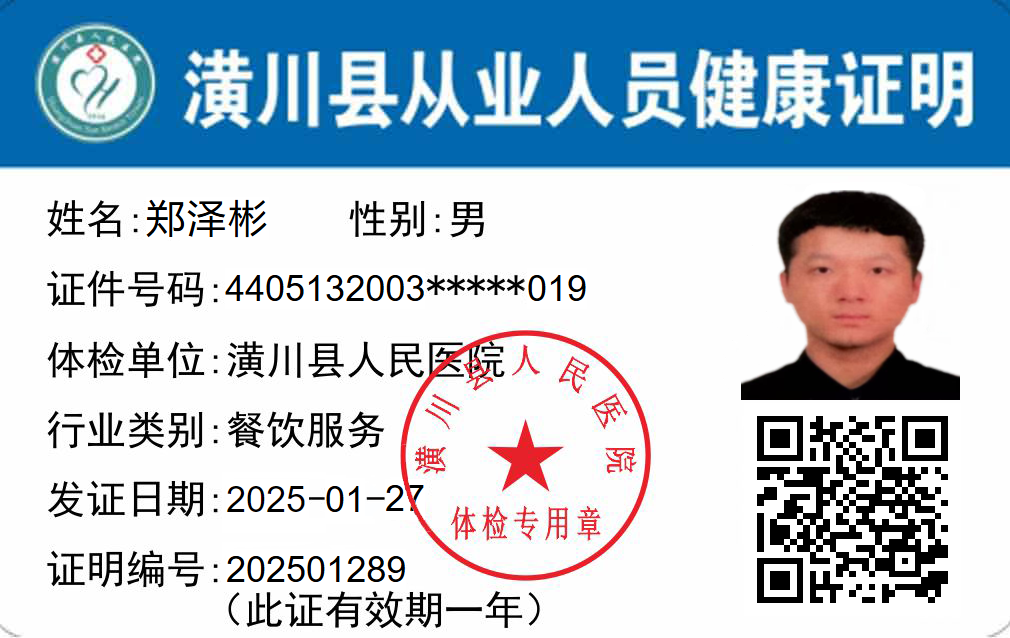 潢川县从业人员健康证明
姓名:郑泽彬 性别:男
证件号码:4405132003*****019
体检单位:潢川县人民医院
行业类别:餐饮服务
发证日期:2025-01-27
证明编号:202501289
（此证有效期一年）
潢川县人民医院
体检专用章